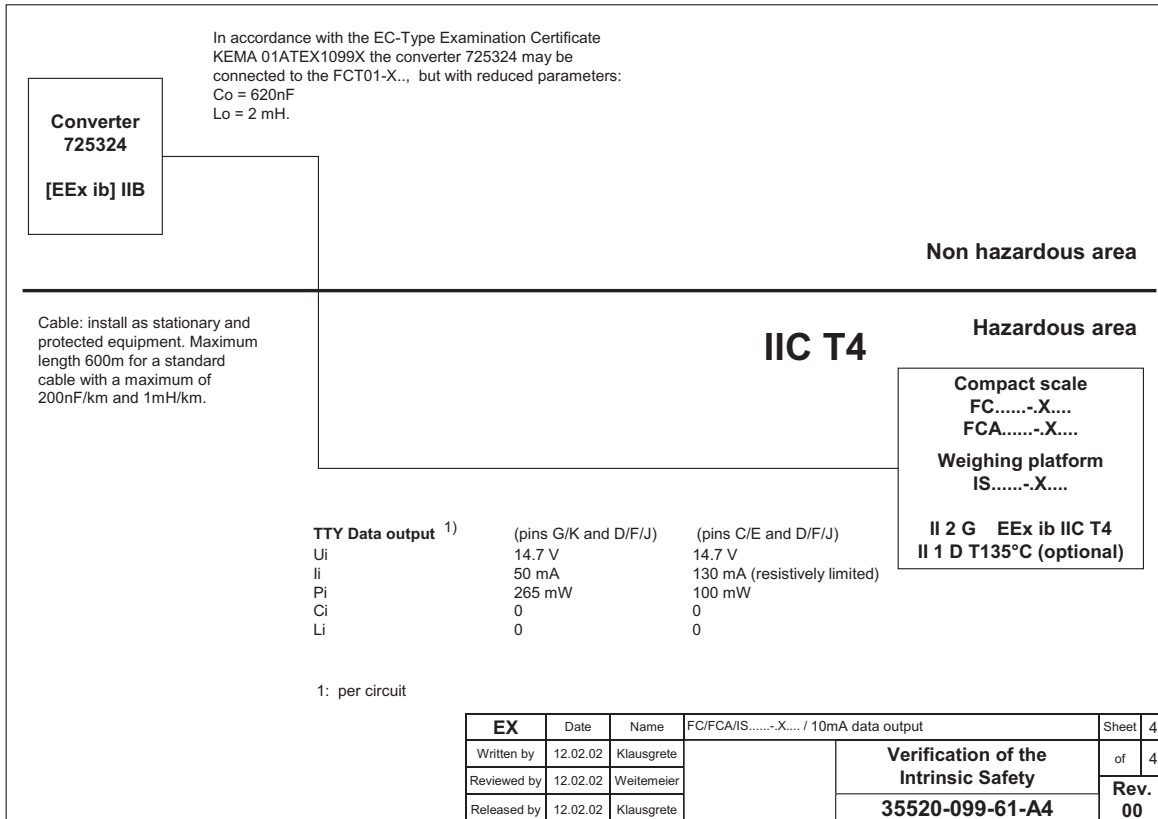 In accordance with the EC-Type Examination Certificate
KEMA 01ATEX1099X the converter 725324 may be
connected to the FCT01-X.., but with reduced parameters:
Co = 620nF
Lo = 2 mH.
Converter
725324
[EEx ib] IIB
Non hazardous area
Cable: install as stationary and
protected equipment. Maximum
length 600m for a standard
cable with a maximum of
200nF/km and 1mH/km.
IIC T4
Hazardous area
Compact scale
FC......-.X....
FCA......-.X....
Weighing platform
IS......-.X....
II 2 G EEx ib IIC T4
II 1 D T135°C (optional)
TTY Data output 1) (pins G/K and D/F/J) (pins C/E and D/F/J)
Ui 14.7 V 14.7 V
Ii 50 mA 130 mA (resistively limited)
Pi 265 mW 100 mW
Ci 0 0
Li 0 0
1: per circuit
EX Date Name FC/FCA/IS......-.X.... / 10mA data output Sheet 4
Written by 12.02.02 Klausgrete Verification of the of 4
Reviewed by 12.02.02 Weitemeier Intrinsic Safety Rev.
Released by 12.02.02 Klausgrete 35520-099-61-A4 00